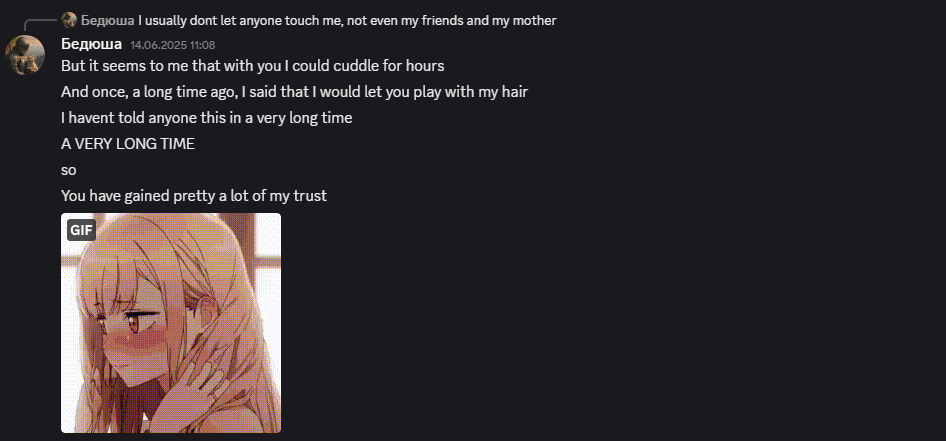 Бедюша I usually dont let anyone touch me, not even my friends and my mother
Бедюша 14.06.2025 11:08
But it seems to me that with you I could cuddle for hours
And once, a long time ago, I said that I would let you play with my hair
I havent told anyone this in a very long time
A VERY LONG TIME
so
You have gained pretty a lot of my trust
GIF